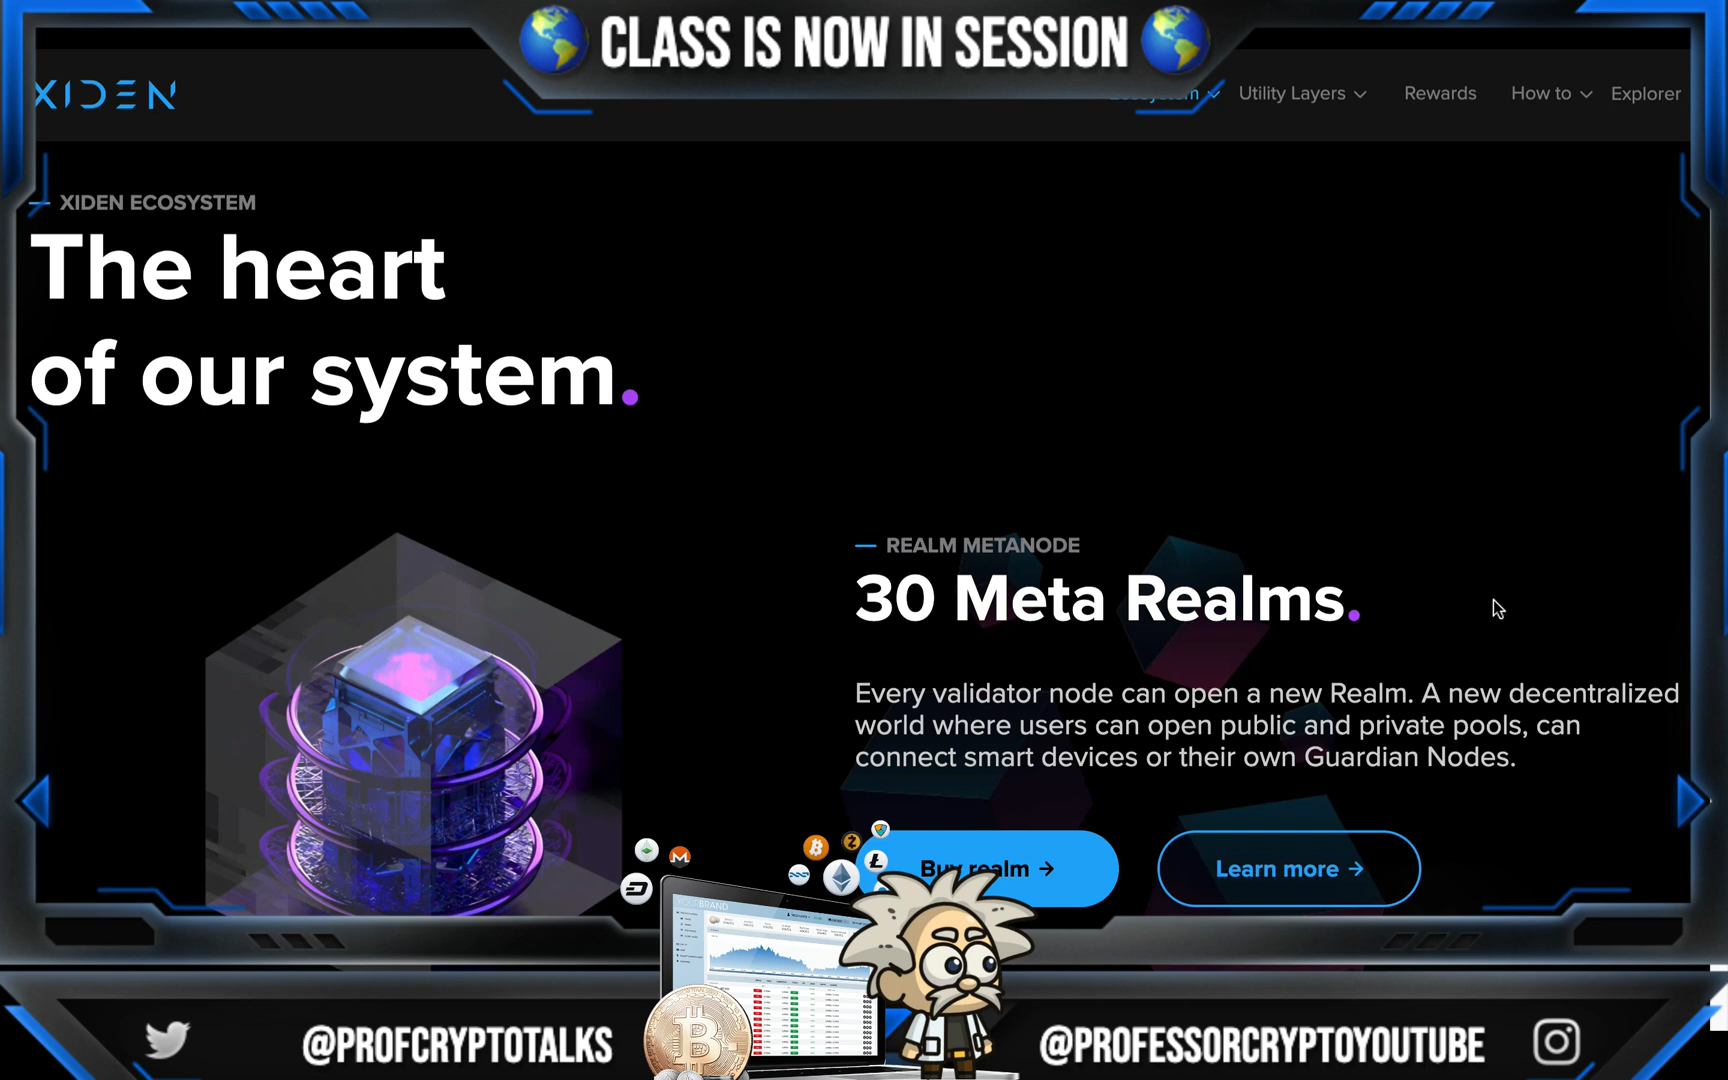 CLASS IS NOW IN SESSION
XIDEN
Ecosystem
Utility Layers
Rewards
How to
Explorer
XIDEN ECOSYSTEM
The heart
of our system.
REALM METANODE
30 Meta Realms.
Every validator node can open a new Realm. A new decentralized
world where users can open public and private pools, can
connect smart devices or their own Guardian Nodes.
Buy realm →
Learn more →
@PROFCRYPTOTALKS
@PROFESSORCRYPTOYOUTUBE